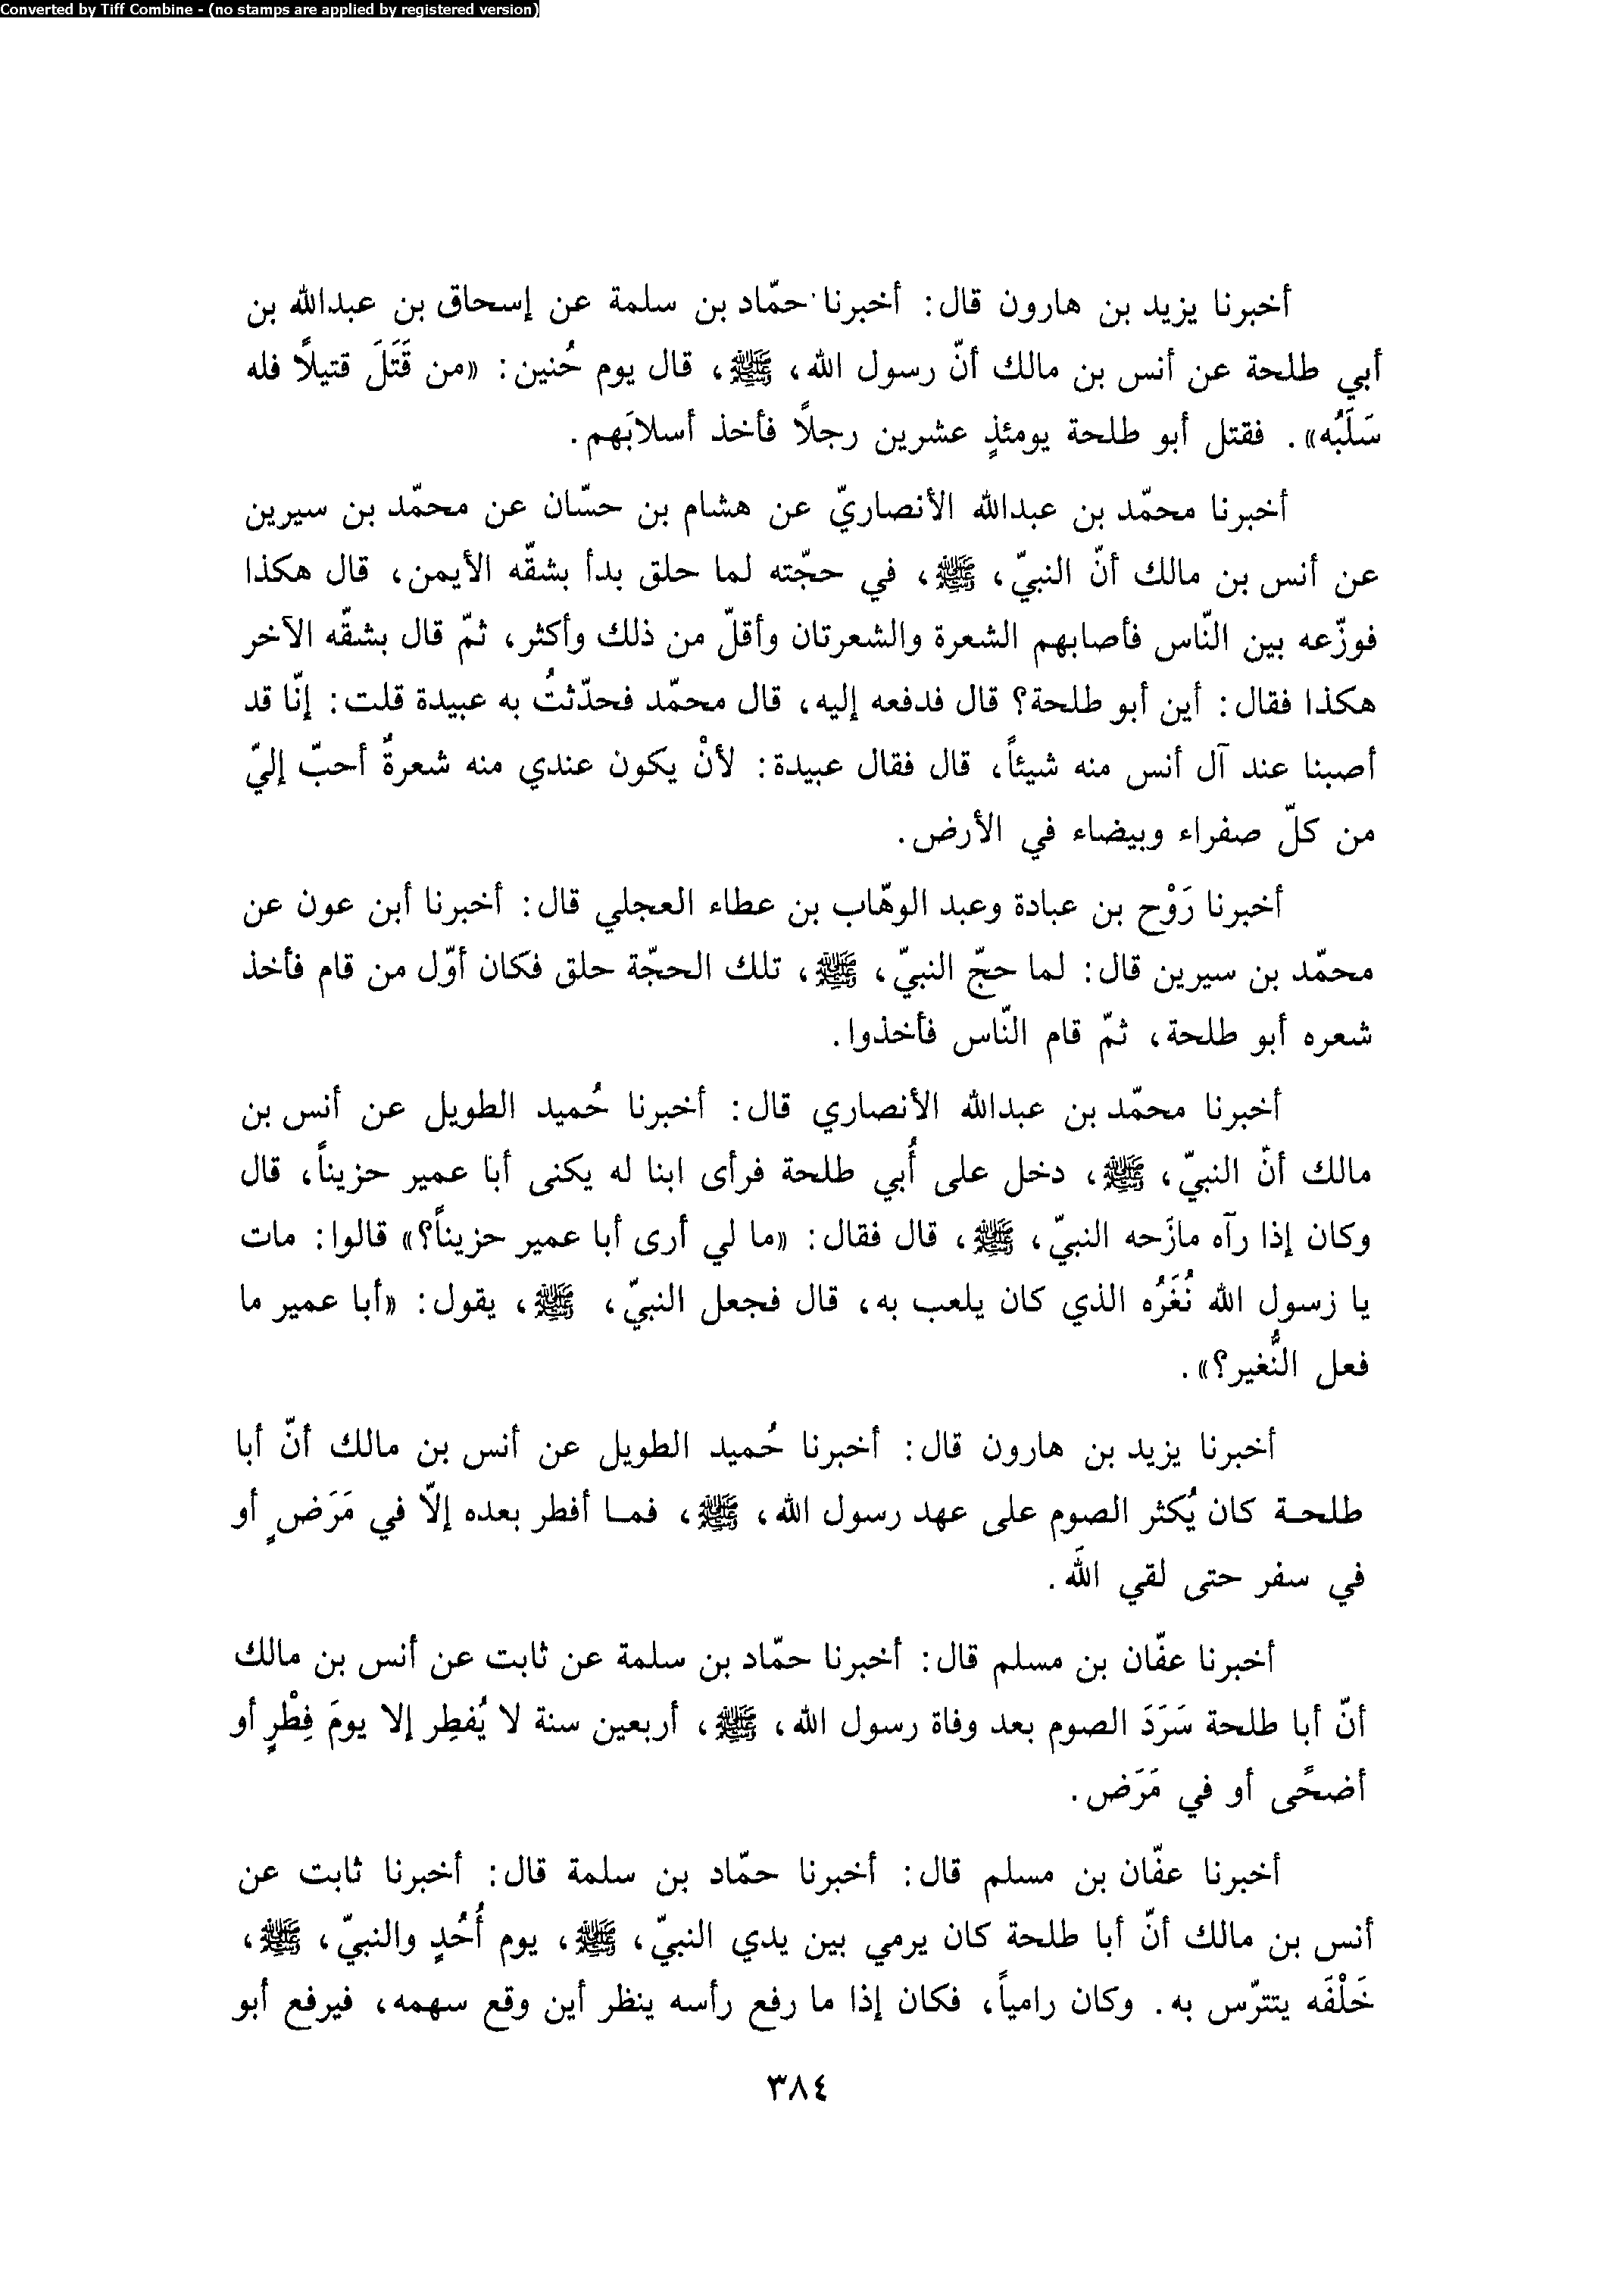 Converted by Tiff Combine - (no stamps are applied by registered version)
أخبرنا يزيد بن هارون قال: أخبرنا حمّاد بن سلمة عن إسحاق بن عبدالله بن
أبي طلحة عن أنس بن مالك أنّ رسول الله، ﷺ، قال يوم حُنين: «من قَتَلَ قتيلاً فله
سَلَبُه». فقتل أبو طلحة يومئذٍ عشرين رجلاً فأخذ أسلابَهم.
أخبرنا محمّد بن عبدالله الأنصاريّ عن هشام بن حسّان عن محمّد بن سيرين
عن أنس بن مالك أنّ النبيّ، ﷺ، في حجّته لما حلق بدأ بشقّه الأيمن، قال هكذا
فوزّعه بين النّاس فأصابهم الشعرة والشعرتان وأقلّ من ذلك وأكثر، ثمّ قال بشقّه الآخر
هكذا فقال: أين أبو طلحة؟ قال فدفعه إليه، قال محمّد فحدّثتُ به عبيدة قلت: إنّا قد
أصبنا عند آل أنس منه شيئاً، قال فقال عبيدة: لأنْ يكون عندي منه شعرةٌ أحبّ إليّ
من كلّ صفراء وبيضاء في الأرض.
أخبرنا رَوْح بن عبادة وعبد الوهّاب بن عطاء العجلي قال: أخبرنا أبن عون عن
محمّد بن سيرين قال: لما حجّ النبيّ، ﷺ، تلك الحجّة حلق فكان أوّل من قام فأخذ
شعره أبو طلحة، ثمّ قام النّاس فأخذوا.
أخبرنا محمّد بن عبدالله الأنصاري قال: أخبرنا حُميد الطويل عن أنس بن
مالك أنّ النبيّ، ﷺ، دخل على أُبي طلحة فرأى ابنا له يكنى أبا عمير حزيناً، قال
وكان إذا رآه مازَحه النبيّ، ﷺ، قال فقال: «ما لي أرى أبا عمير حزيناً؟» قالوا: مات
يا رسول الله نُغَرُه الذي كان يلعب به، قال فجعل النبيّ، ﷺ، يقول: «أبا عمير ما
فعل النُّغير؟».
أخبرنا يزيد بن هارون قال: أخبرنا حُميد الطويل عن أنس بن مالك أنّ أبا
طلحة كان يُكثر الصوم على عهد رسول الله، ﷺ، فما أفطر بعده إلاّ في مَرَضٍ أو
في سفر حتى لقي اللَه.
أخبرنا عفّان بن مسلم قال: أخبرنا حمّاد بن سلمة عن ثابت عن أنس بن مالك
أنّ أبا طلحة سَرَدَ الصوم بعد وفاة رسول الله، ﷺ، أربعين سنة لا يُفطِر إلا يومَ فِطْرٍ أو
أضحًى أو في مَرَض.
أخبرنا عفّان بن مسلم قال: أخبرنا حمّاد بن سلمة قال: أخبرنا ثابت عن
أنس بن مالك أنّ أبا طلحة كان يرمي بين يدي النبيّ، ﷺ، يوم أُحُدٍ والنبيّ، ﷺ،
خَلْفَه يتترّس به. وكان رامياً، فكان إذا ما رفع رأسه ينظر أين وقع سهمه، فيرفع أبو
٣٨٤